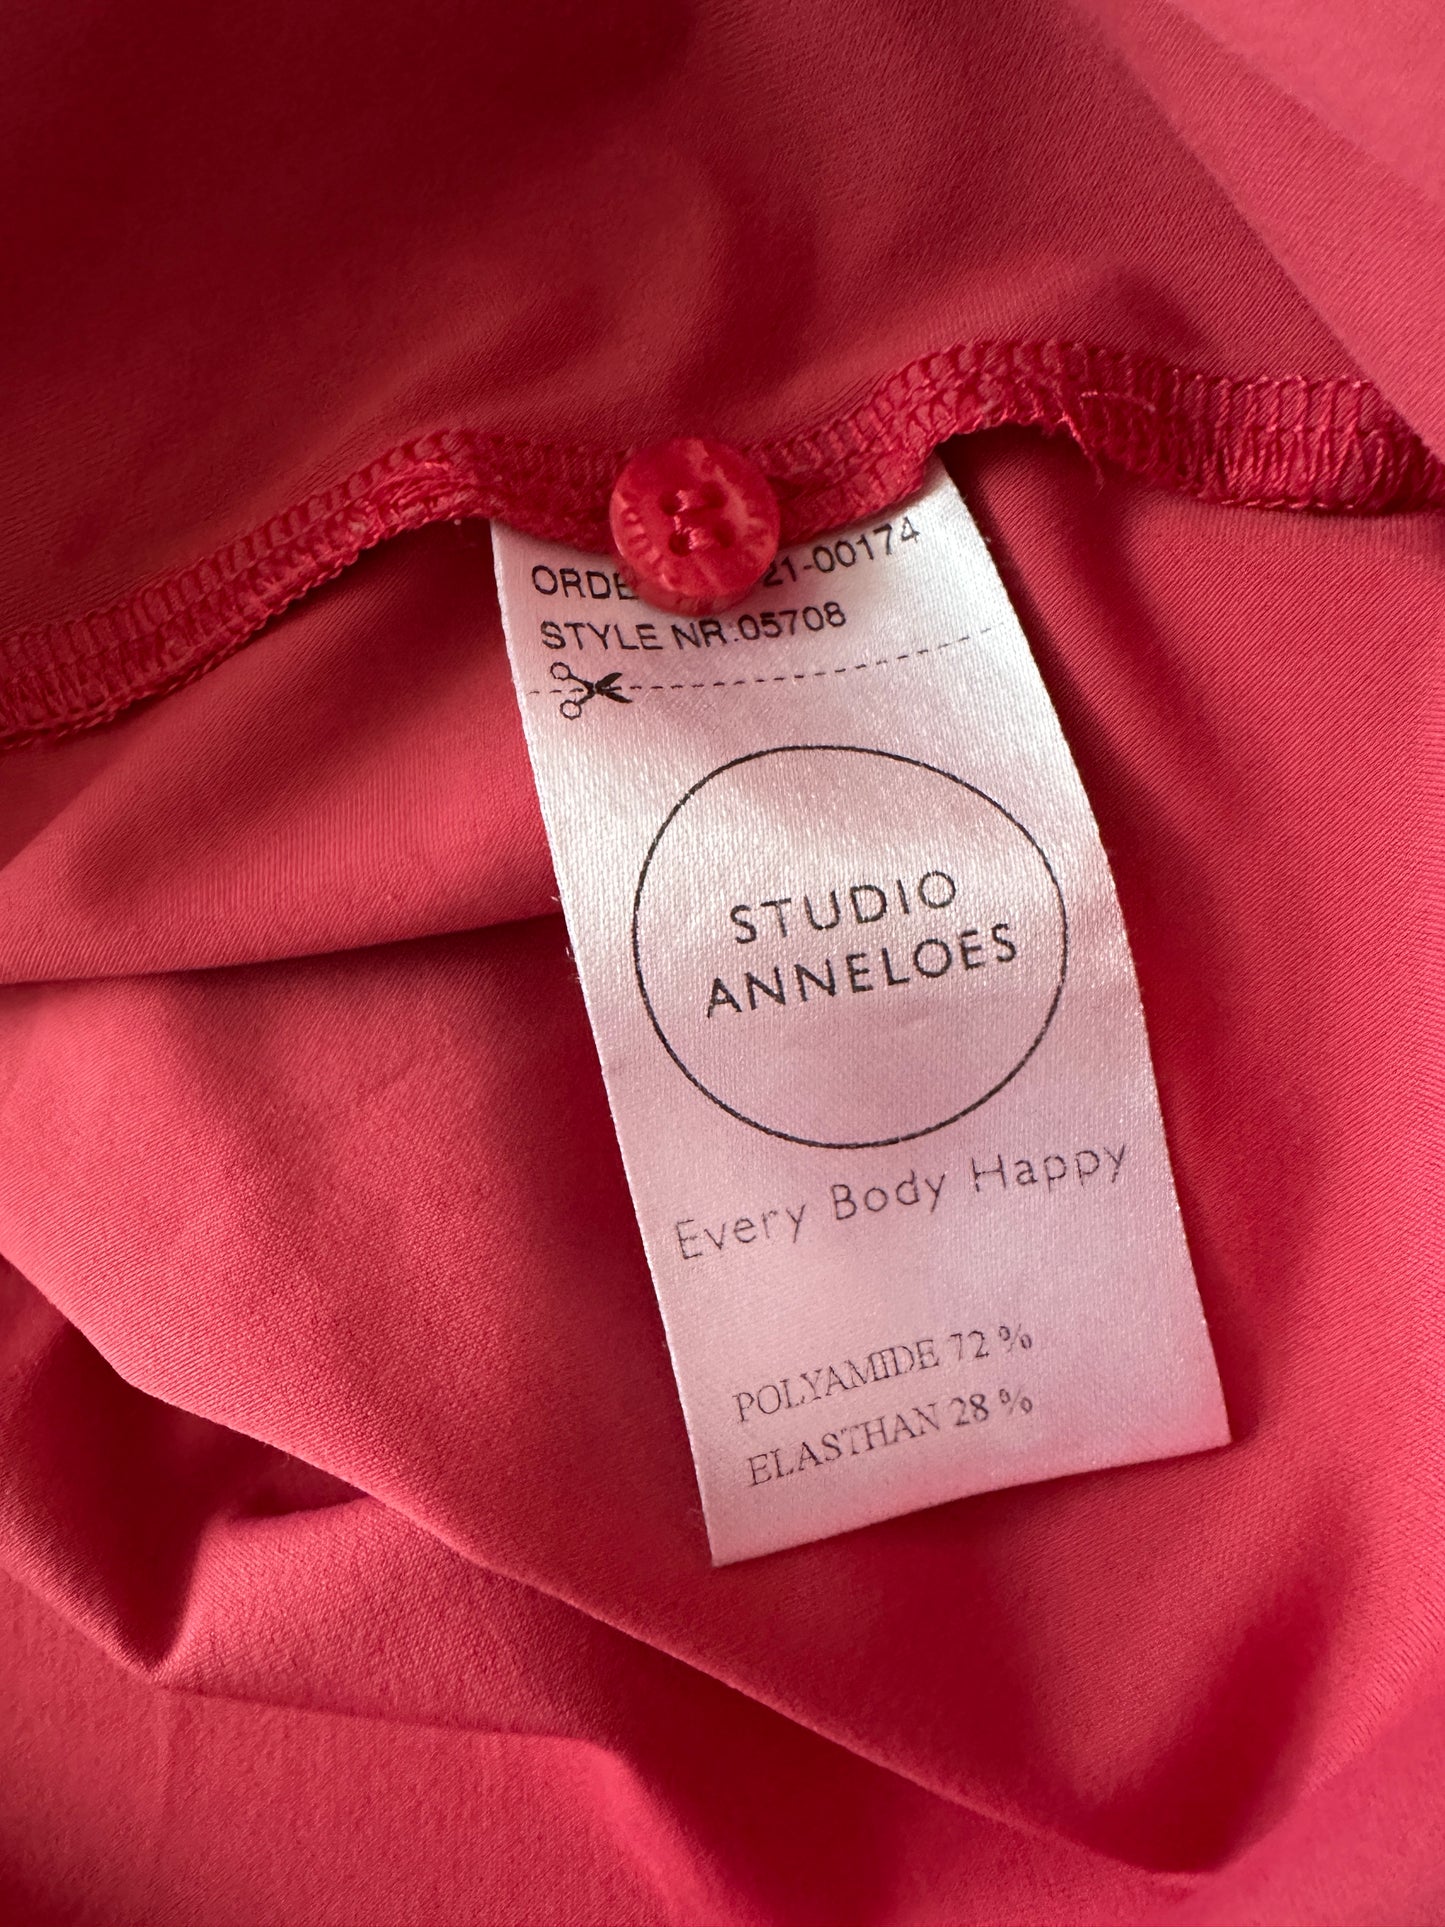 21-00174
STYLE NR:05708
STUDIO
ANNELOES
Every Body Happy
POLYAMIDE 72 %
ELASTHAN 28 %